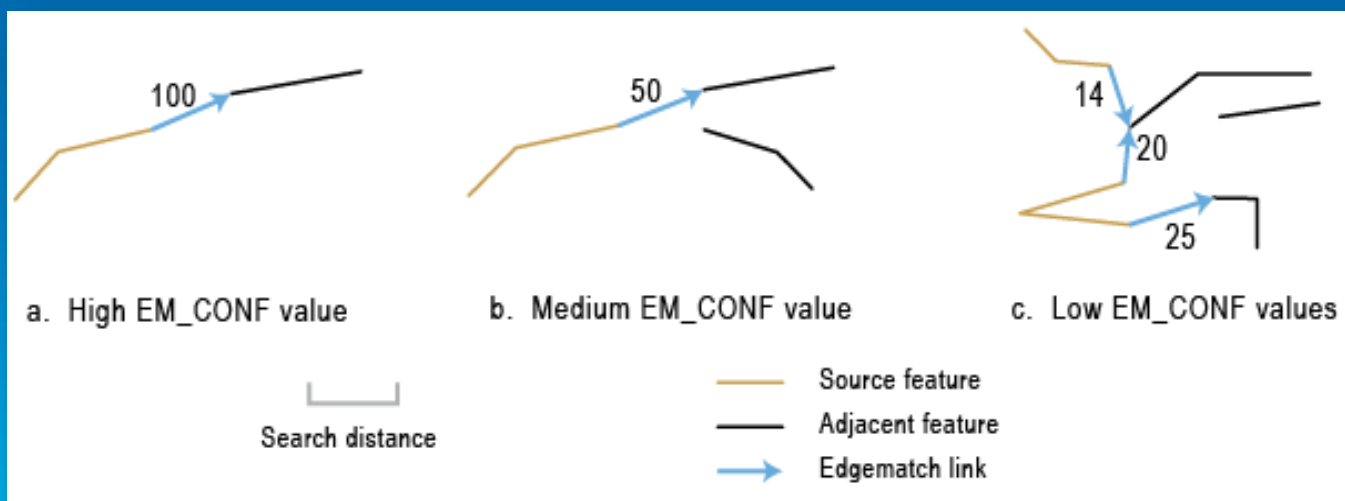 100
50
14
20
25
a. High EM_CONF value
b. Medium EM_CONF value
c. Low EM_CONF values
Search distance
Source feature
Adjacent feature
Edgematch link